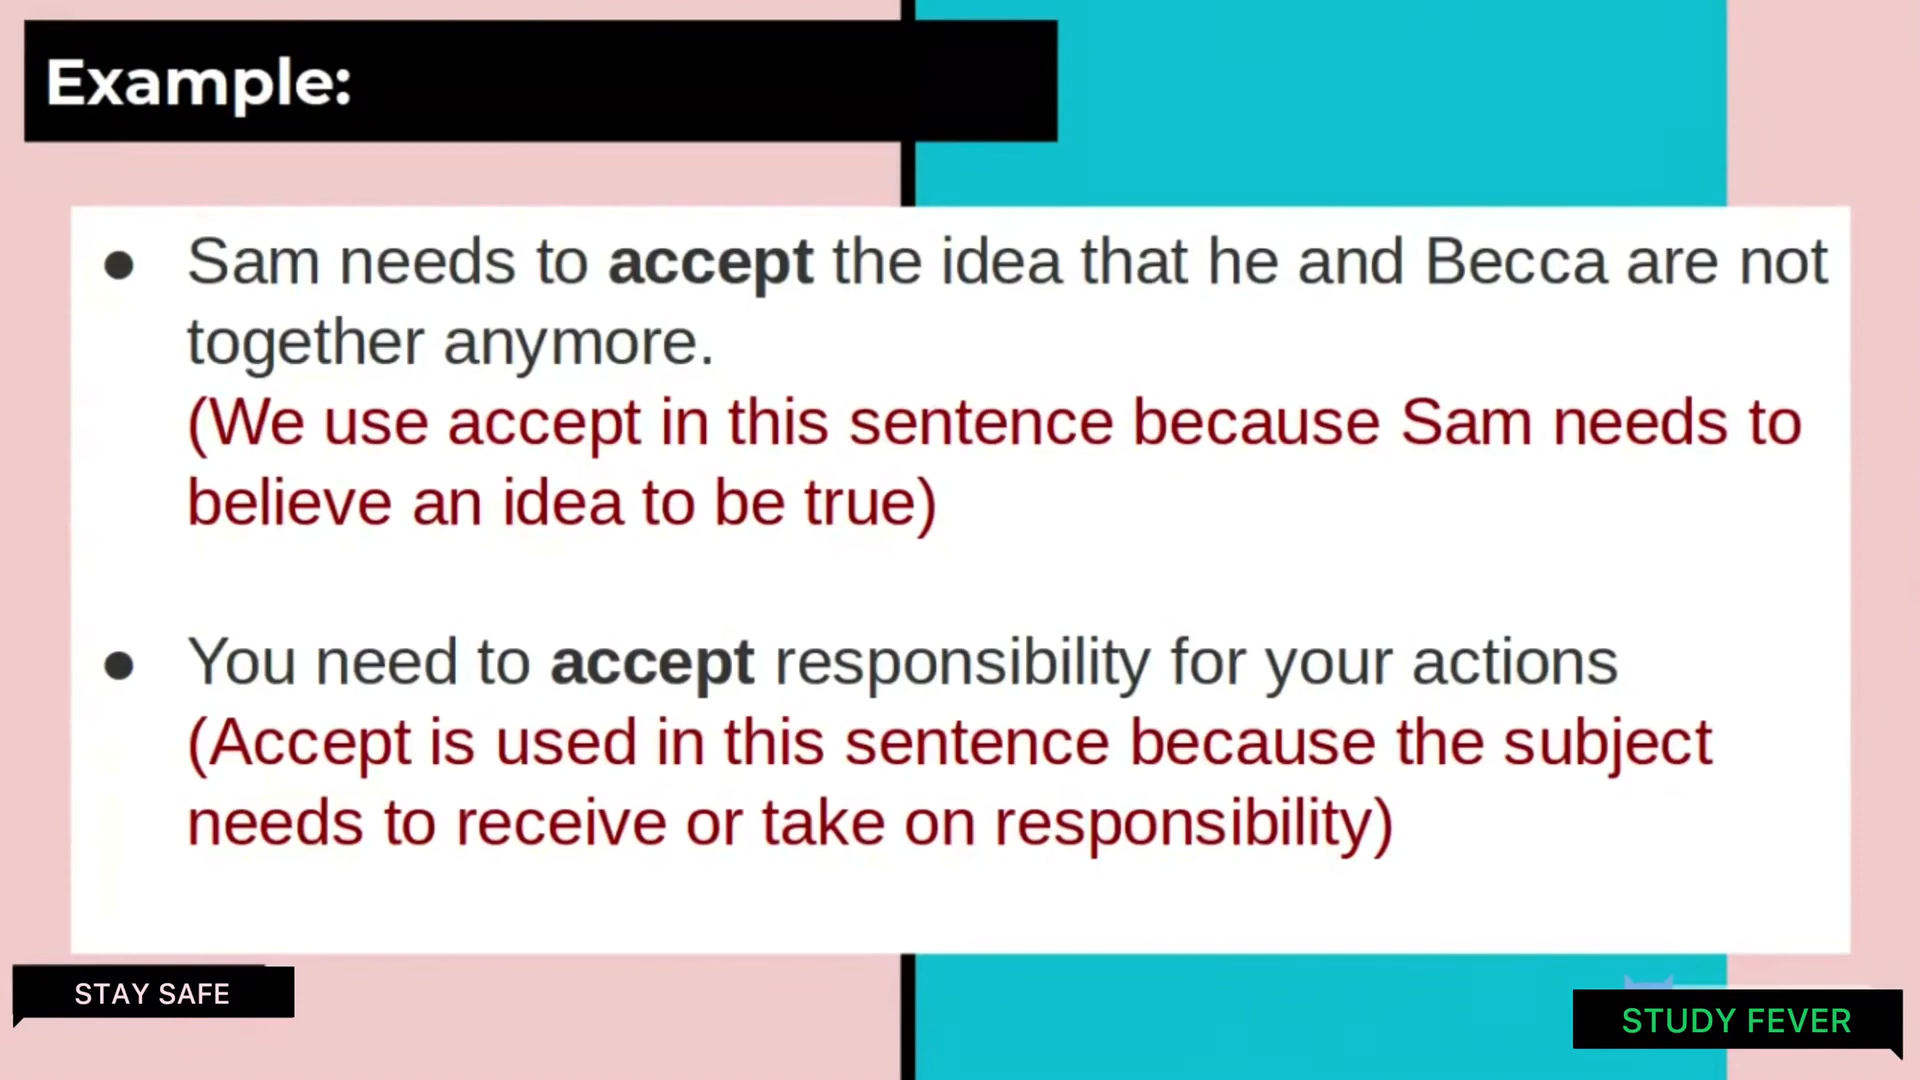 Example:
● Sam needs to accept the idea that he and Becca are not
together anymore.
(We use accept in this sentence because Sam needs to
believe an idea to be true)
● You need to accept responsibility for your actions
(Accept is used in this sentence because the subject
needs to receive or take on responsibility)
STAY SAFE
STUDY FEVER